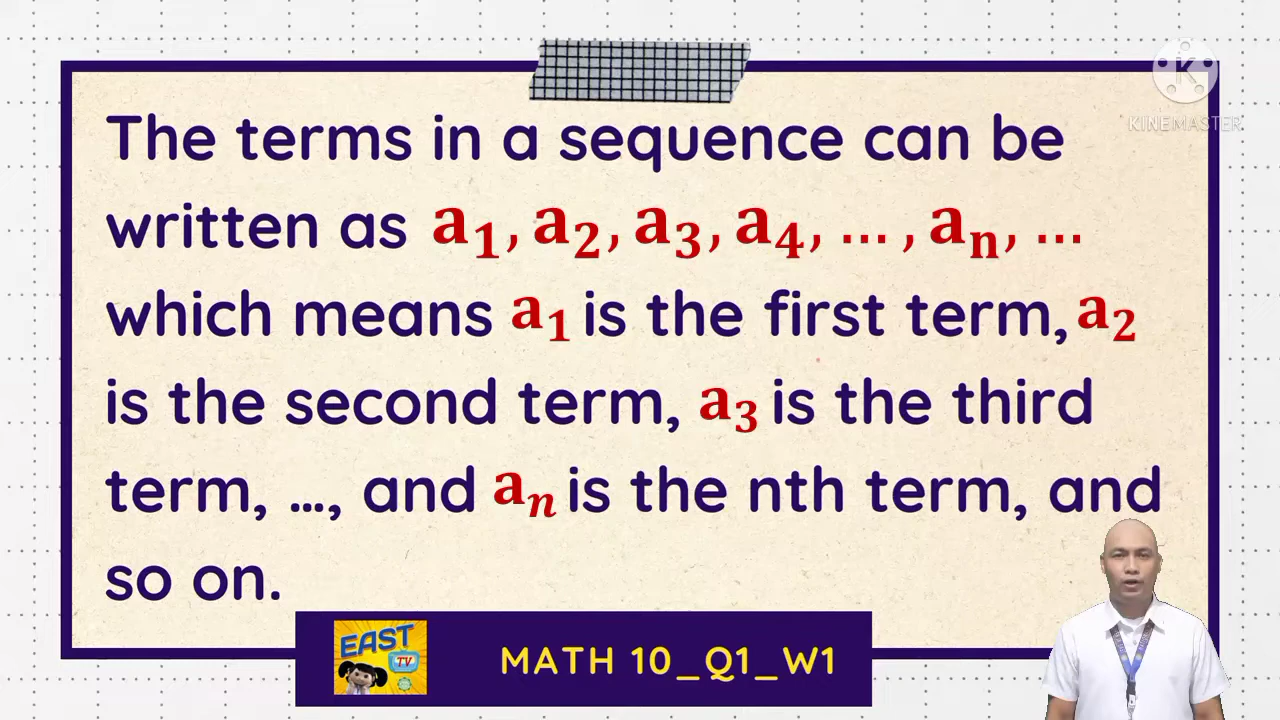 The terms in a sequence can be
written as a₁, a₂, a₃, a₄, … , aₙ, …
which means a₁ is the first term, a₂
is the second term, a₃ is the third
term, …, and aₙ is the nth term, and
so on.
KINEMASTER
EAST
TV
MATH 10_Q1_W1